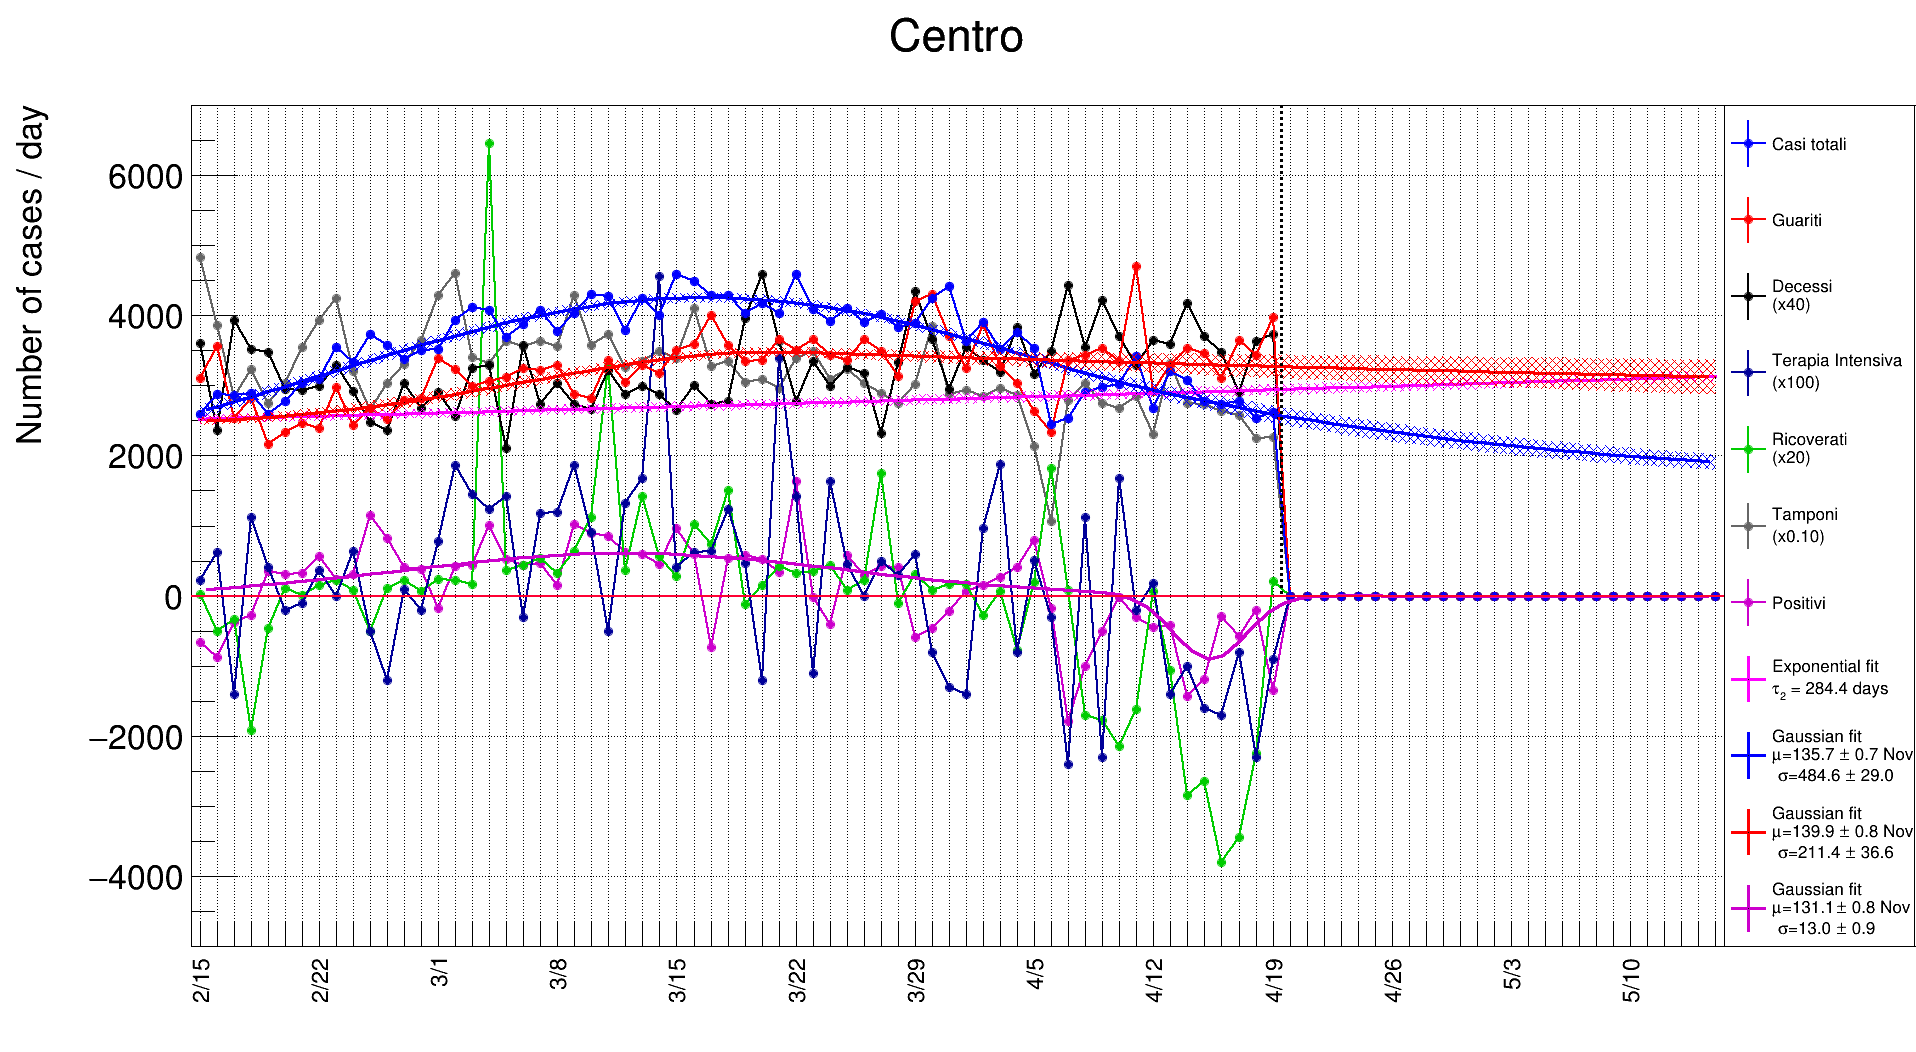 Centro
Number of cases / day
6000
4000
2000
0
−2000
−4000
2/15
2/22
3/1
3/8
3/15
3/22
3/29
4/5
4/12
4/19
4/26
5/3
5/10
Casi totali
Guariti
Decessi
(x40)
Terapia Intensiva
(x100)
Ricoverati
(x20)
Tamponi
(x0.10)
Positivi
Exponential fit
τ2 = 284.4 days
Gaussian fit
μ=135.7 ± 0.7 Nov
σ=484.6 ± 29.0
Gaussian fit
μ=139.9 ± 0.8 Nov
σ=211.4 ± 36.6
Gaussian fit
μ=131.1 ± 0.8 Nov
σ=13.0 ± 0.9